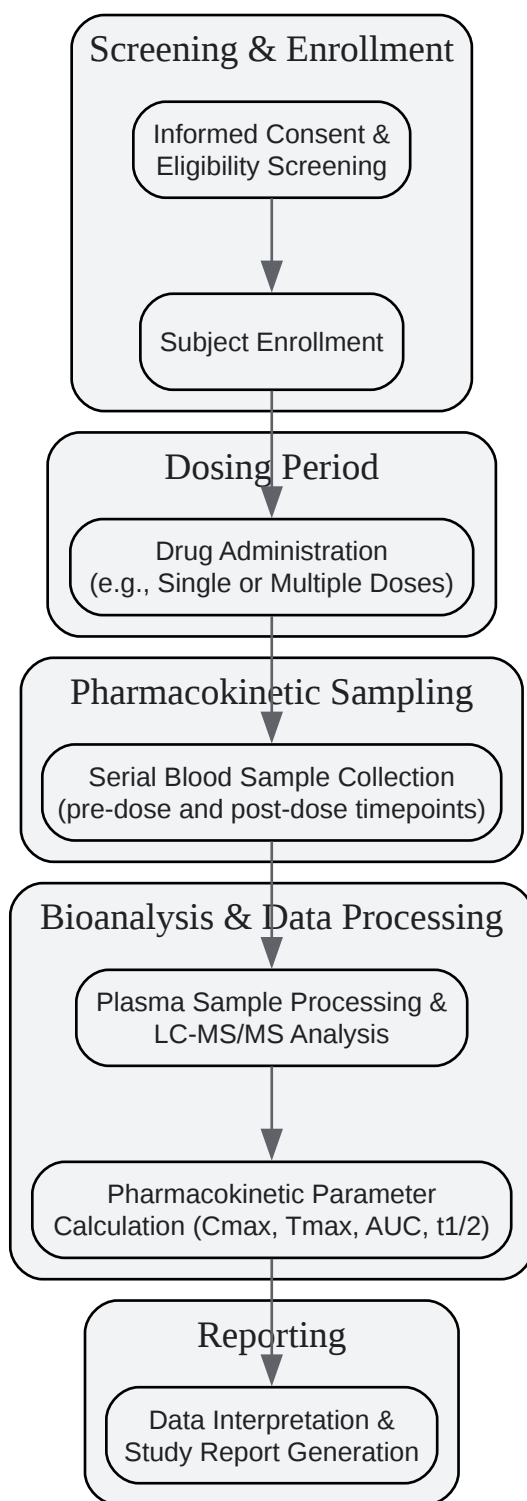 Screening & Enrollment
Informed Consent &
Eligibility Screening
Subject Enrollment
Dosing Period
Drug Administration
(e.g., Single or Multiple Doses)
Pharmacokinetic Sampling
Serial Blood Sample Collection
(pre-dose and post-dose timepoints)
Bioanalysis & Data Processing
Plasma Sample Processing &
LC-MS/MS Analysis
Pharmacokinetic Parameter
Calculation (Cmax, Tmax, AUC, t1/2)
Reporting
Data Interpretation &
Study Report Generation